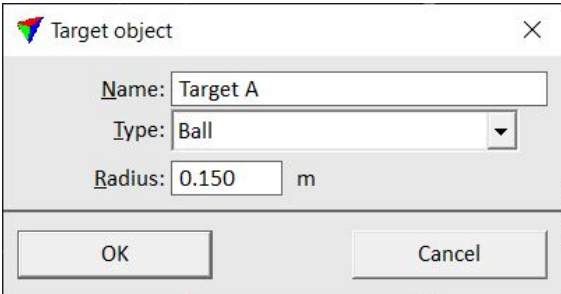 Target object
Name: Target A
Type: Ball
Radius: 0.150 m
OK Cancel